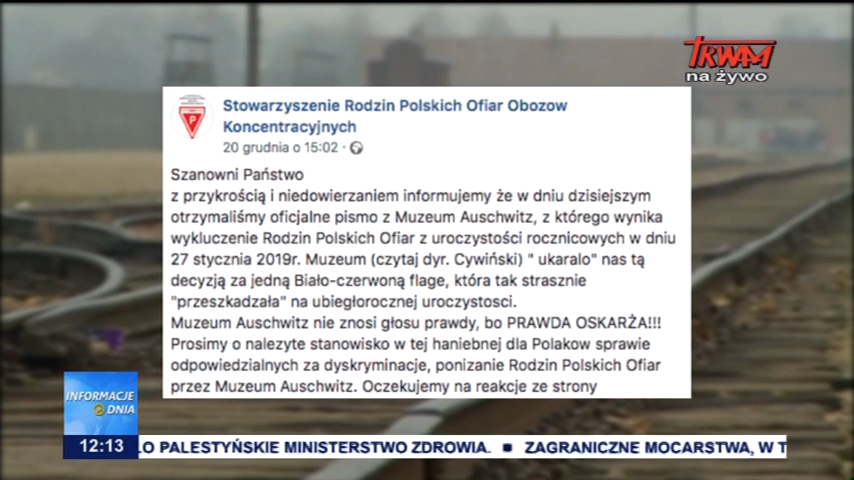 TRWAM
na żywo
Stowarzyszenie Rodzin Polskich Ofiar Obozow
Koncentracyjnych
20 grudnia o 15:02 ·
P
Szanowni Państwo
z przykrością i niedowierzaniem informujemy że w dniu dzisiejszym
otrzymaliśmy oficjalne pismo z Muzeum Auschwitz, z którego wynika
wykluczenie Rodzin Polskich Ofiar z uroczystości rocznicowych w dniu
27 stycznia 2019r. Muzeum (czytaj dyr. Cywiński) " ukaralo" nas tą
decyzją za jedną Biało-czerwoną flage, która tak strasznie
"przeszkadzała" na ubiegłorocznej uroczystosci.
Muzeum Auschwitz nie znosi głosu prawdy, bo PRAWDA OSKARŻA!!!
Prosimy o nalezyte stanowisko w tej haniebnej dla Polakow sprawie
odpowiedzialnych za dyskryminacje, ponizanie Rodzin Polskich Ofiar
przez Muzeum Auschwitz. Oczekujemy na reakcje ze strony
INFORMACJE
DNIA
12:13
LO PALESTYŃSKIE MINISTERSTWO ZDROWIA. ■ ZAGRANICZNE MOCARSTWA, W T